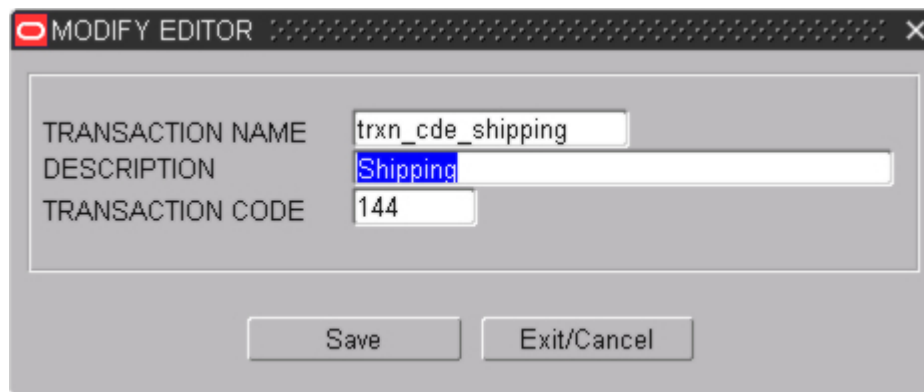 MODIFY EDITOR
TRANSACTION NAME trxn_cde_shipping
DESCRIPTION Shipping
TRANSACTION CODE 144
Save Exit/Cancel